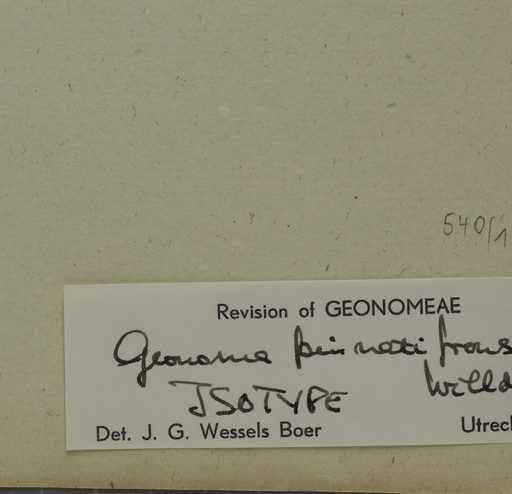 540/1
Revision of GEONOMEAE
Geonoma pinnatifrons
Willd
ISOTYPE
Det. J. G. Wessels Boer Utrec